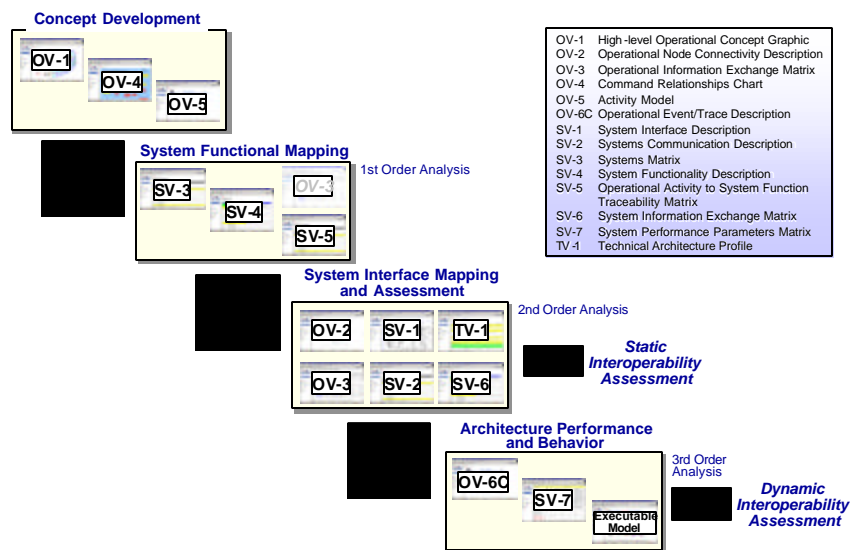 Concept Development
OV-1
OV-4
OV-5
OV-1 High-level Operational Concept Graphic
OV-2 Operational Node Connectivity Description
OV-3 Operational Information Exchange Matrix
OV-4 Command Relationships Chart
OV-5 Activity Model
OV-6C Operational Event/Trace Description
SV-1 System Interface Description
SV-2 Systems Communication Description
SV-3 Systems Matrix
SV-4 System Functionality Description
SV-5 Operational Activity to System Function
Traceability Matrix
SV-6 System Information Exchange Matrix
SV-7 System Performance Parameters Matrix
TV-1 Technical Architecture Profile
System Functional Mapping
1st Order Analysis
SV-3
SV-4
OV-3
SV-5
System Interface Mapping
and Assessment
2nd Order Analysis
OV-2
SV-1
TV-1
OV-3
SV-2
SV-6
Static
Interoperability
Assessment
Architecture Performance
and Behavior
3rd Order
Analysis
OV-6C
SV-7
Executable
Model
Dynamic
Interoperability
Assessment